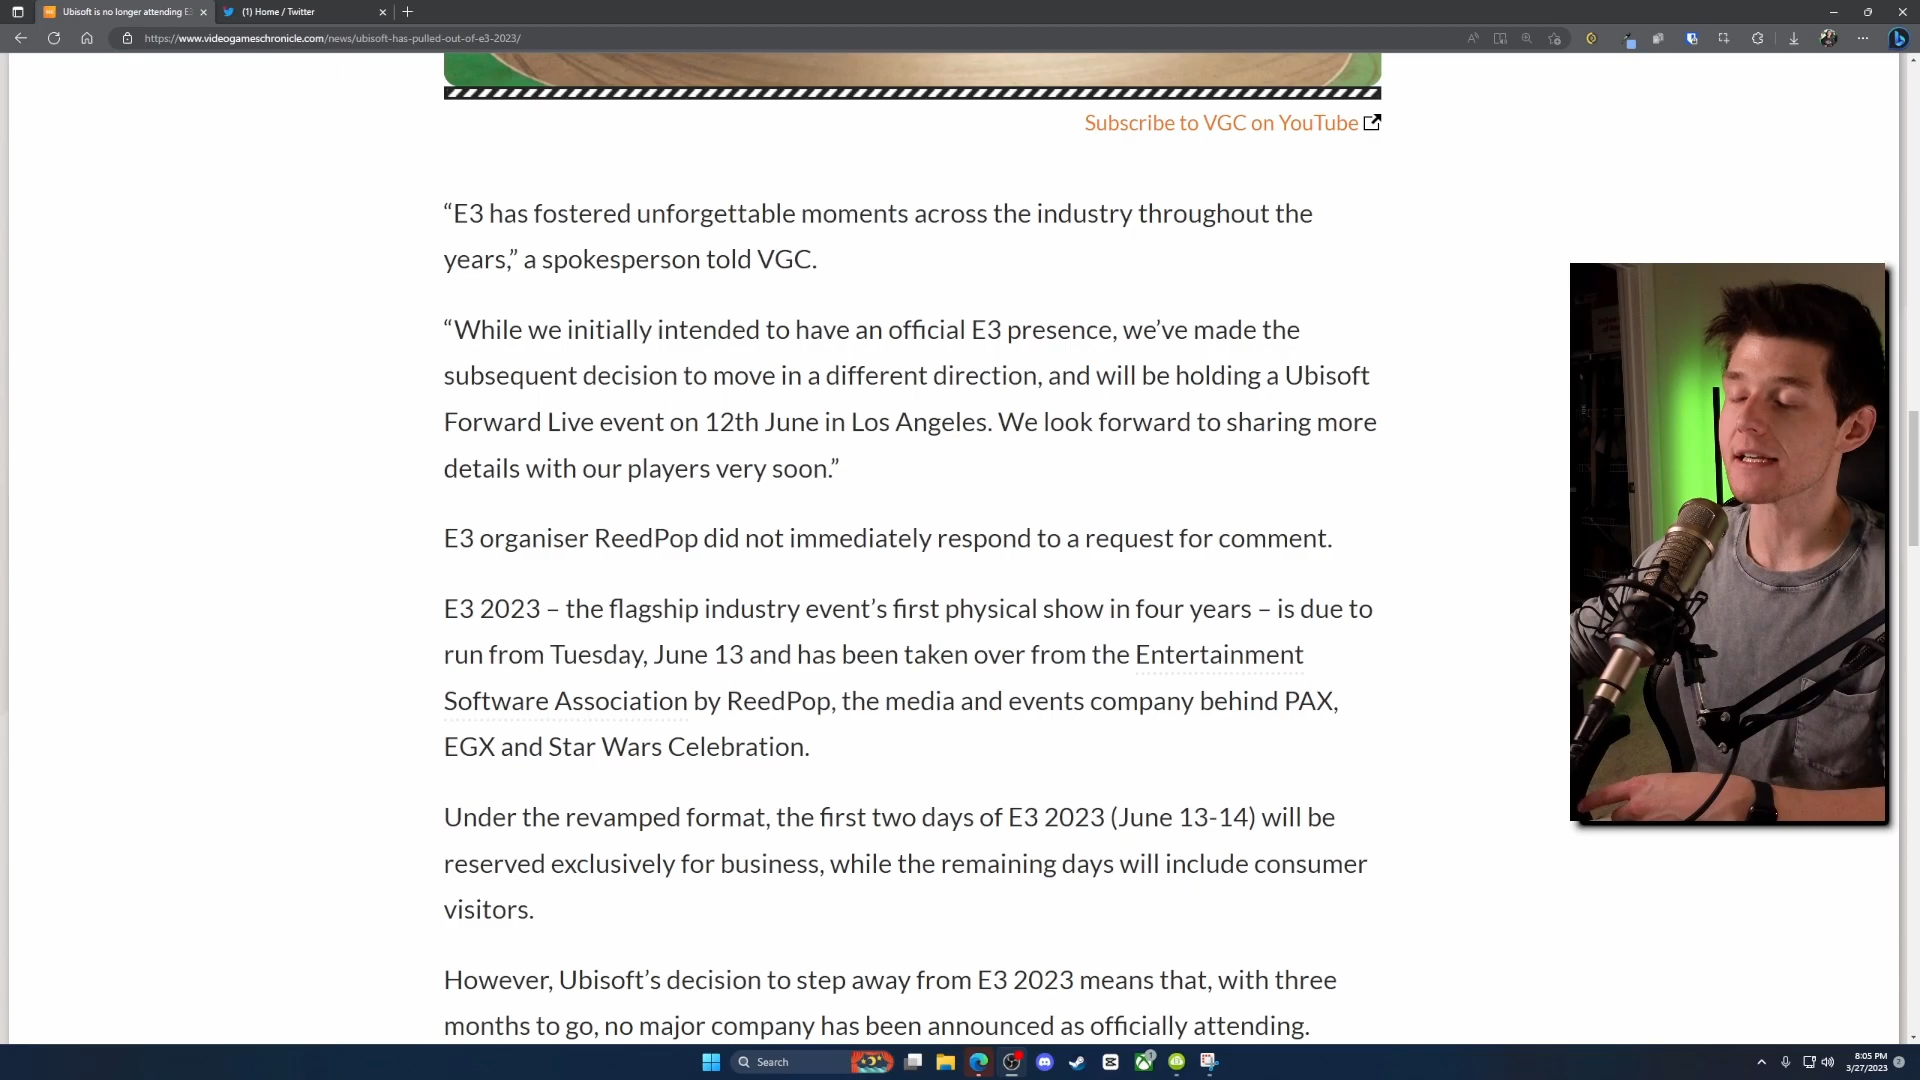 Ubisoft is no longer attending E3
(1) Home / Twitter
https://www.videogameschronicle.com/news/ubisoft-has-pulled-out-of-e3-2023/
Subscribe to VGC on YouTube
“E3 has fostered unforgettable moments across the industry throughout the
years,” a spokesperson told VGC.
“While we initially intended to have an official E3 presence, we’ve made the
subsequent decision to move in a different direction, and will be holding a Ubisoft
Forward Live event on 12th June in Los Angeles. We look forward to sharing more
details with our players very soon.”
E3 organiser ReedPop did not immediately respond to a request for comment.
E3 2023 – the flagship industry event’s first physical show in four years – is due to
run from Tuesday, June 13 and has been taken over from the Entertainment
Software Association by ReedPop, the media and events company behind PAX,
EGX and Star Wars Celebration.
Under the revamped format, the first two days of E3 2023 (June 13-14) will be
reserved exclusively for business, while the remaining days will include consumer
visitors.
However, Ubisoft’s decision to step away from E3 2023 means that, with three
months to go, no major company has been announced as officially attending.
Search
8:05 PM
3/27/2023